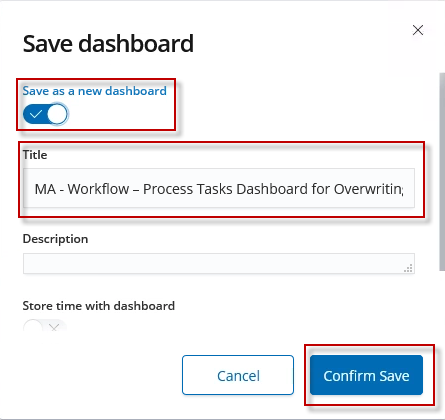 Save dashboard
Save as a new dashboard
Title
MA - Workflow – Process Tasks Dashboard for Overwriting
Description
Store time with dashboard
Cancel
Confirm Save